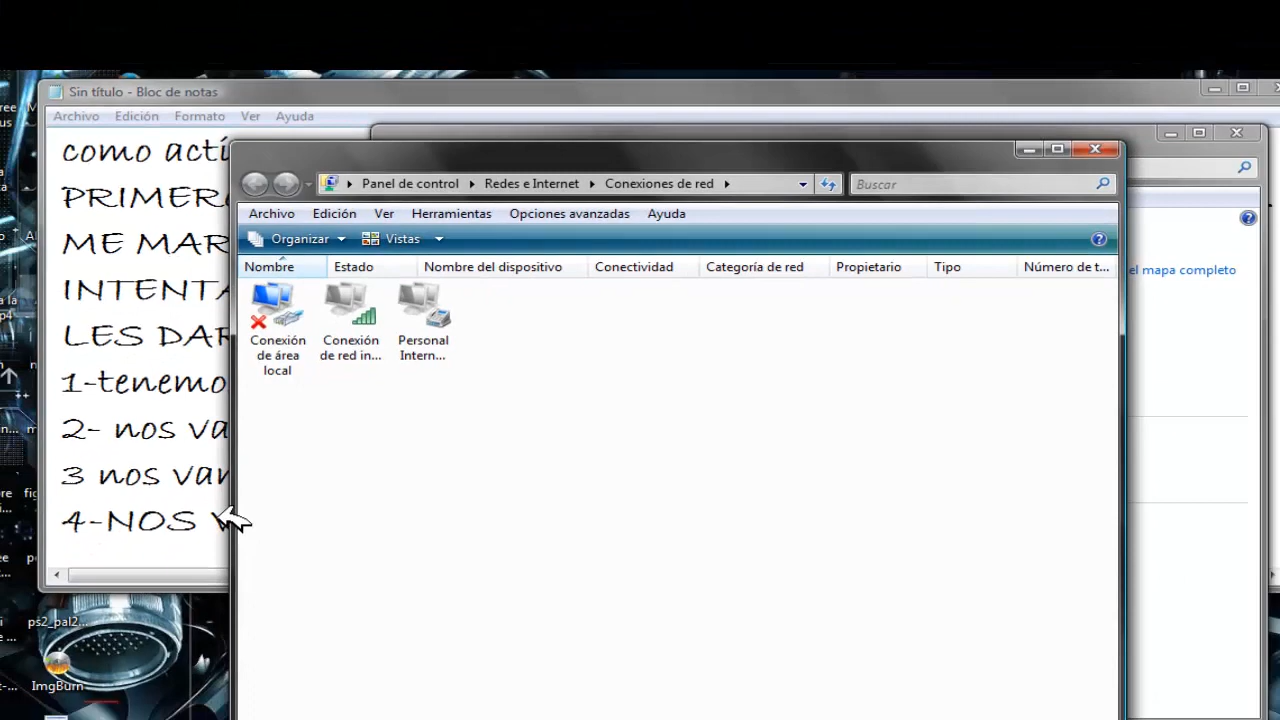 Sin título - Bloc de notas
Archivo Edición Formato Ver Ayuda
como acti
PRIMER
ME MAR
INTENTA
LES DAR
1-tenemo
2- nos va
3 nos van
4-NOS V
Panel de control Redes e Internet Conexiones de red
Buscar
Archivo Edición Ver Herramientas Opciones avanzadas Ayuda
Organizar Vistas
Nombre Estado Nombre del dispositivo Conectividad Categoría de red Propietario Tipo Número de t...
Conexión
de área
local
Conexión
de red in...
Personal
Intern...
el mapa completo
ps2_pal2...
ImgBurn